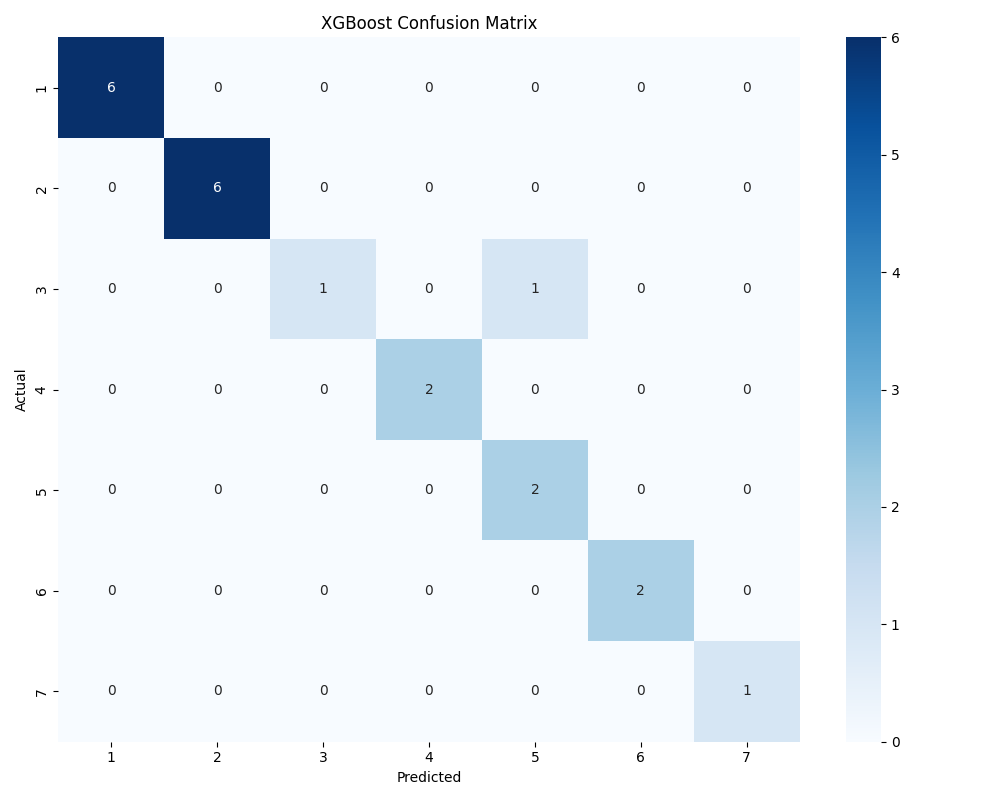 XGBoost Confusion Matrix
1 6 0 0 0 0 0 0
2 0 6 0 0 0 0 0
3 0 0 1 0 1 0 0
4 0 0 0 2 0 0 0
5 0 0 0 0 2 0 0
6 0 0 0 0 0 2 0
7 0 0 0 0 0 0 1
Actual
1 2 3 4 5 6 7
Predicted
6
5
4
3
2
1
0